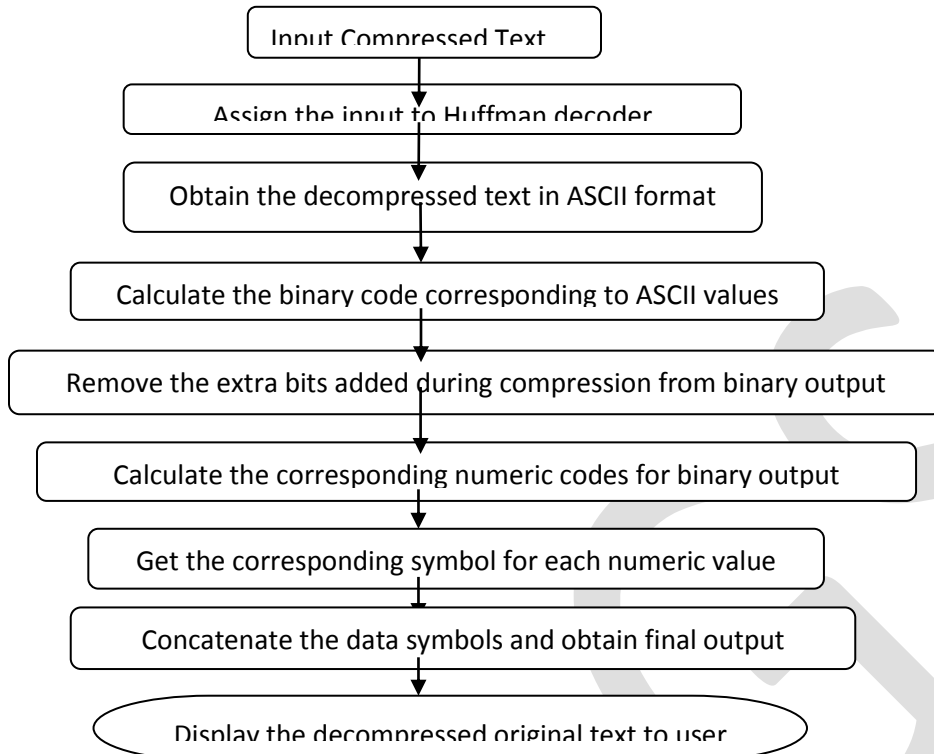 Input Compressed Text
Assign the input to Huffman decoder
Obtain the decompressed text in ASCII format
Calculate the binary code corresponding to ASCII values
Remove the extra bits added during compression from binary output
Calculate the corresponding numeric codes for binary output
Get the corresponding symbol for each numeric value
Concatenate the data symbols and obtain final output
Display the decompressed original text to user